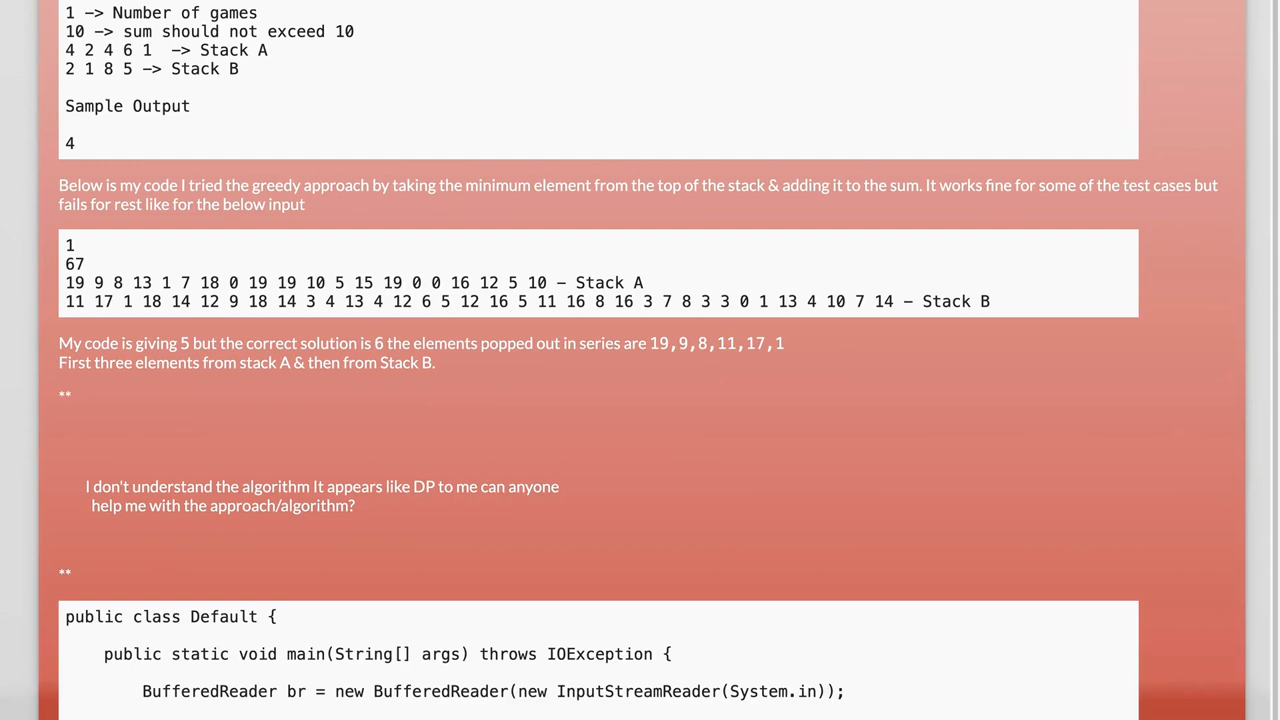 1 -> Number of games
10 -> sum should not exceed 10
4 2 4 6 1  -> Stack A
2 1 8 5 -> Stack B
Sample Output
4
Below is my code I tried the greedy approach by taking the minimum element from the top of the stack & adding it to the sum. It works fine for some of the test cases but
fails for rest like for the below input
1
67
19 9 8 13 1 7 18 0 19 19 10 5 15 19 0 0 16 12 5 10 - Stack A
11 17 1 18 14 12 9 18 14 3 4 13 4 12 6 5 12 16 5 11 16 8 16 3 7 8 3 3 0 1 13 4 10 7 14 - Stack B
My code is giving 5 but the correct solution is 6 the elements popped out in series are 19,9,8,11,17,1
First three elements from stack A & then from Stack B.
**
I don't understand the algorithm It appears like DP to me can anyone
help me with the approach/algorithm?
**
public class Default {
public static void main(String[] args) throws IOException {
BufferedReader br = new BufferedReader(new InputStreamReader(System.in));